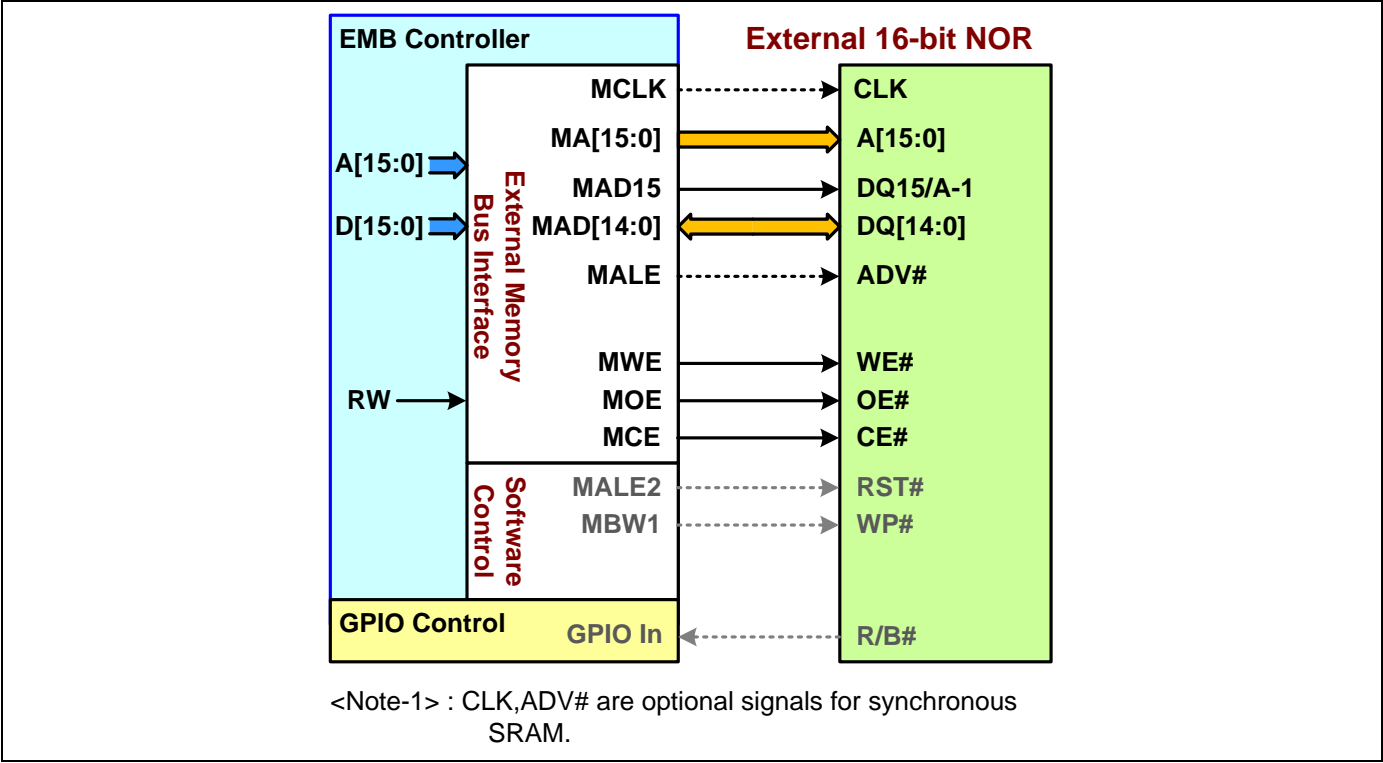 EMB Controller
External 16-bit NOR
MCLK
CLK
MA[15:0]
A[15:0]
A[15:0]
MAD15
DQ15/A-1
D[15:0]
MAD[14:0]
DQ[14:0]
External Memory
Bus Interface
MALE
ADV#
MWE
WE#
RW
MOE
OE#
MCE
CE#
Software
Control
MALE2
RST#
MBW1
WP#
GPIO Control
GPIO In
R/B#
<Note-1> : CLK,ADV# are optional signals for synchronous
SRAM.